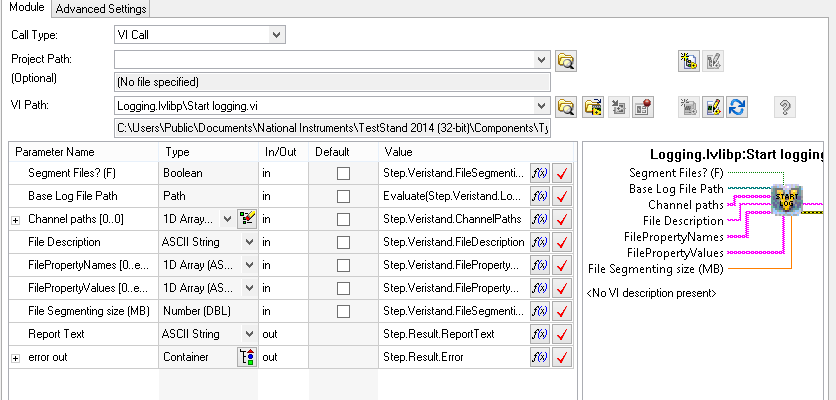 Module Advanced Settings
Call Type: VI Call
Project Path:
(Optional) (No file specified)
VI Path: Logging.lvlibp\Start logging.vi
C:\Users\Public\Documents\National Instruments\TestStand 2014 (32-bit)\Components\Ty
Parameter Name Type In/Out Default Value
Segment Files? (F) Boolean in Step.Veristand.FileSegmenti... f(x)
Base Log File Path Path in Evaluate(Step.Veristand.Lo... f(x)
Channel paths [0..0] 1D Array... in Step.Veristand.ChannelPaths f(x)
File Description ASCII String in Step.Veristand.FileDescription f(x)
FilePropertyNames [0..e... 1D Array (AS... in Step.Veristand.FileProperty... f(x)
FilePropertyValues [0..e... 1D Array (AS... in Step.Veristand.FileProperty... f(x)
File Segmenting size (MB) Number (DBL) in Step.Veristand.FileSegmenti... f(x)
Report Text ASCII String out Step.Result.ReportText f(x)
error out Container out Step.Result.Error f(x)
Logging.lvlibp:Start logging
Segment Files? (F)
Base Log File Path
Channel paths
File Description
FilePropertyNames
FilePropertyValues
File Segmenting size (MB)
START
LOG
<No VI description present>